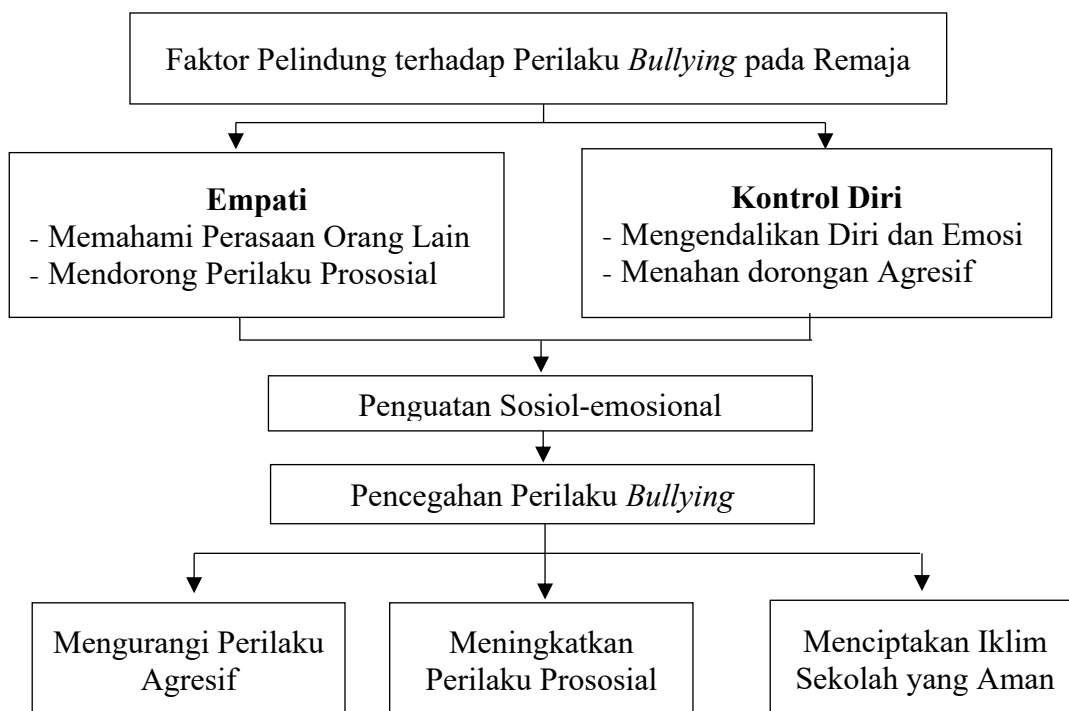 Faktor Pelindung terhadap Perilaku Bullying pada Remaja
Empati
- Memahami Perasaan Orang Lain
- Mendorong Perilaku Prososial
Kontrol Diri
- Mengendalikan Diri dan Emosi
- Menahan dorongan Agresif
Penguatan Sosiol-emosional
Pencegahan Perilaku Bullying
Mengurangi Perilaku
Agresif
Meningkatkan
Perilaku Prososial
Menciptakan Iklim
Sekolah yang Aman